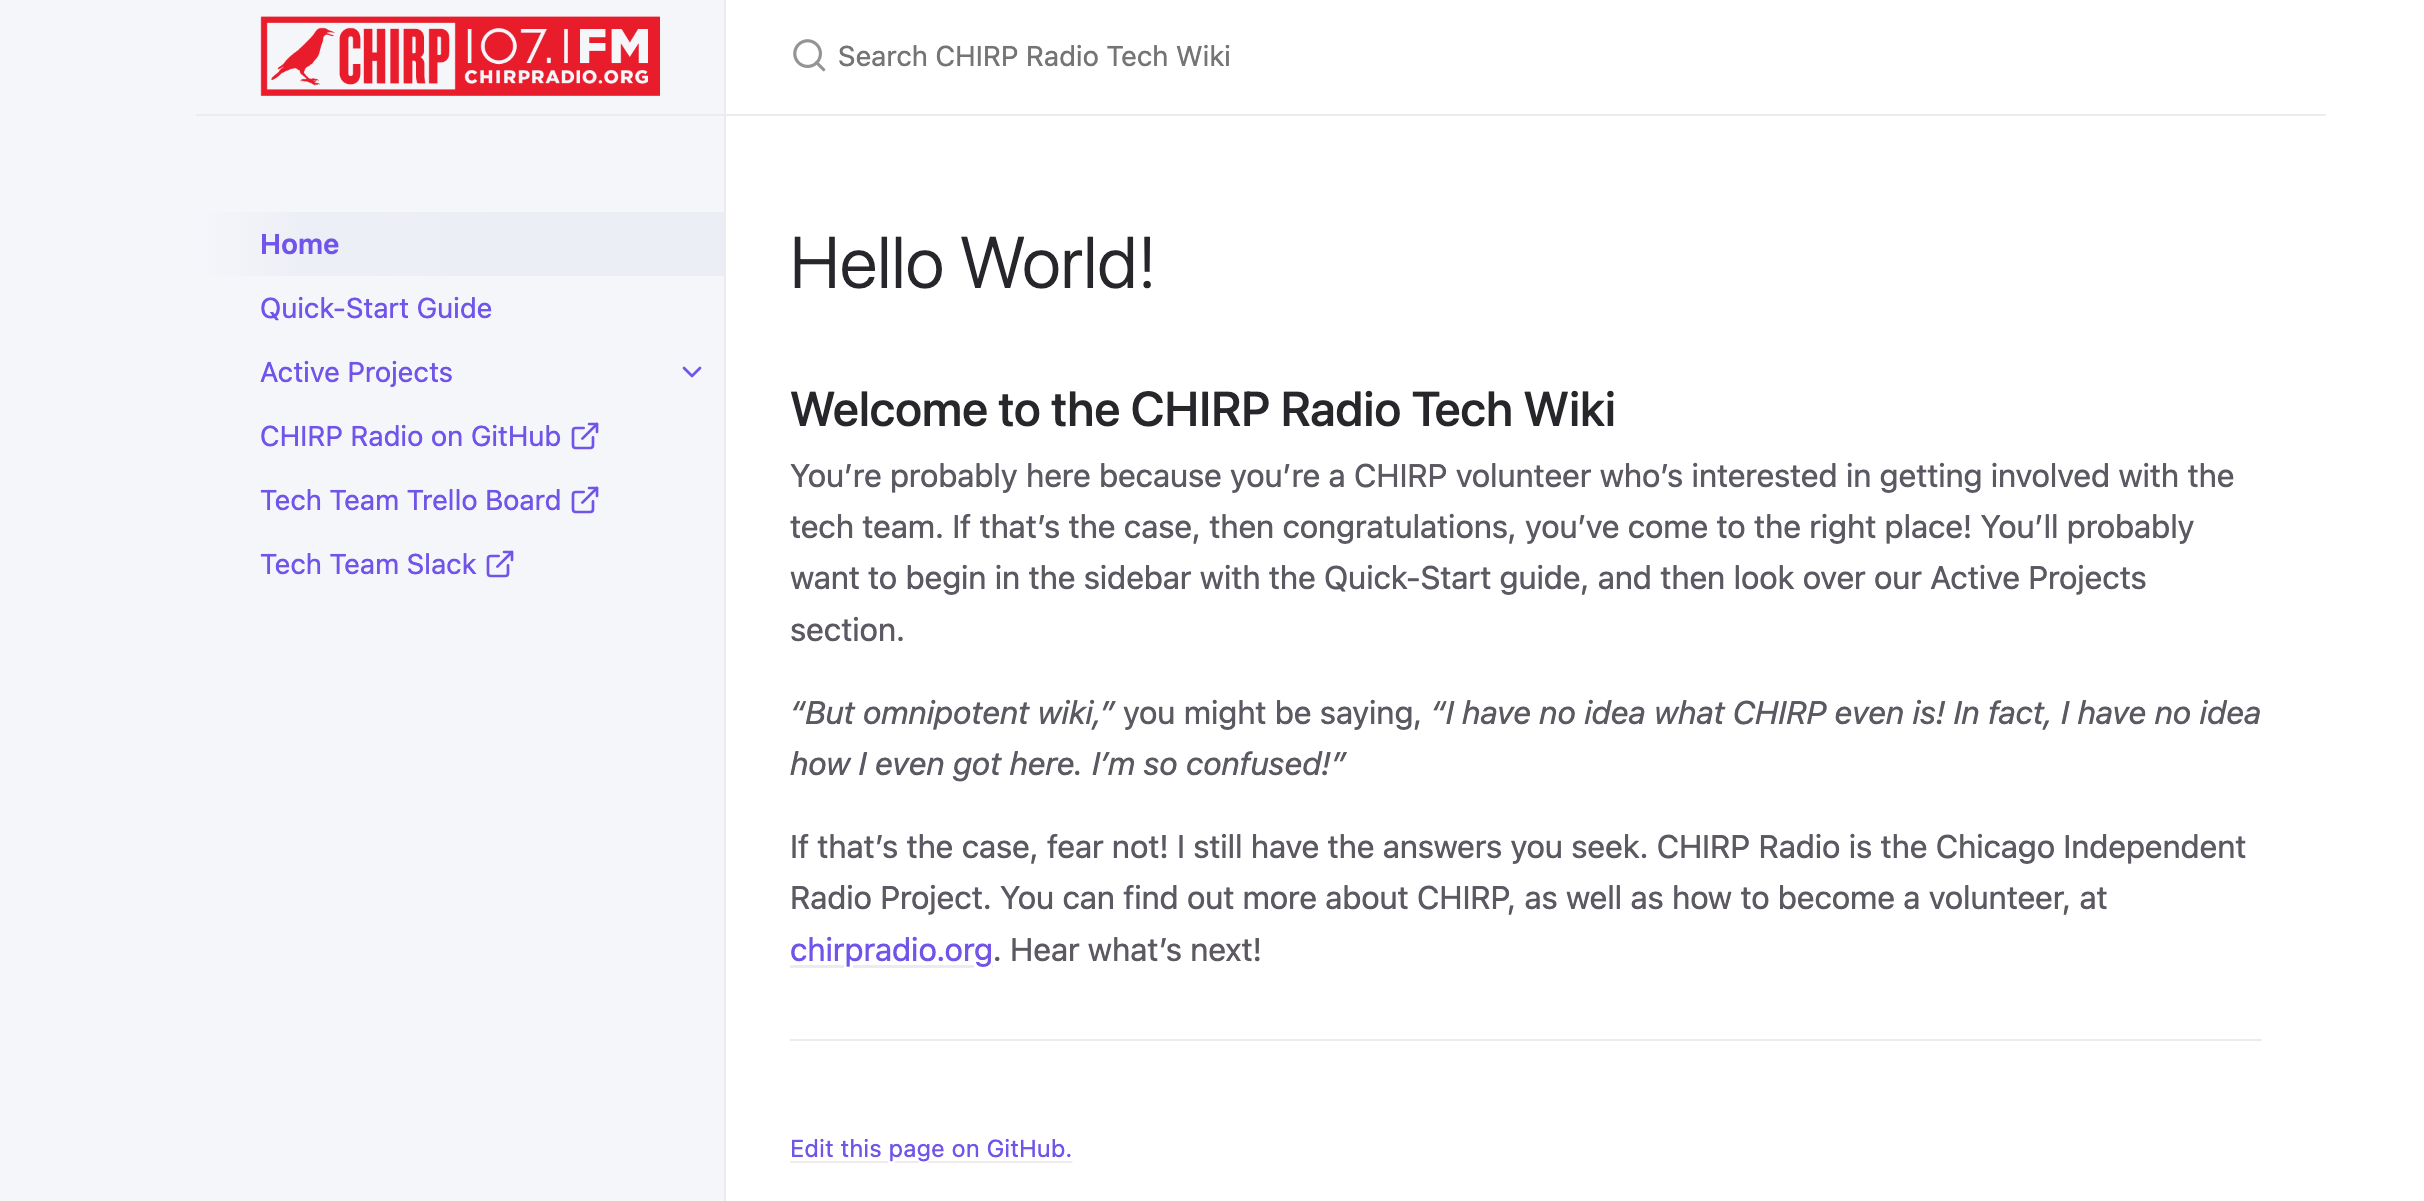 CHIRP 107.1FM
CHIRPRADIO.ORG
Search CHIRP Radio Tech Wiki
Home
Quick-Start Guide
Active Projects
CHIRP Radio on GitHub
Tech Team Trello Board
Tech Team Slack
Hello World!
Welcome to the CHIRP Radio Tech Wiki
You’re probably here because you’re a CHIRP volunteer who’s interested in getting involved with the
tech team. If that’s the case, then congratulations, you’ve come to the right place! You’ll probably
want to begin in the sidebar with the Quick-Start guide, and then look over our Active Projects
section.
“But omnipotent wiki,” you might be saying, “I have no idea what CHIRP even is! In fact, I have no idea
how I even got here. I’m so confused!”
If that’s the case, fear not! I still have the answers you seek. CHIRP Radio is the Chicago Independent
Radio Project. You can find out more about CHIRP, as well as how to become a volunteer, at
chirpradio.org. Hear what’s next!
Edit this page on GitHub.